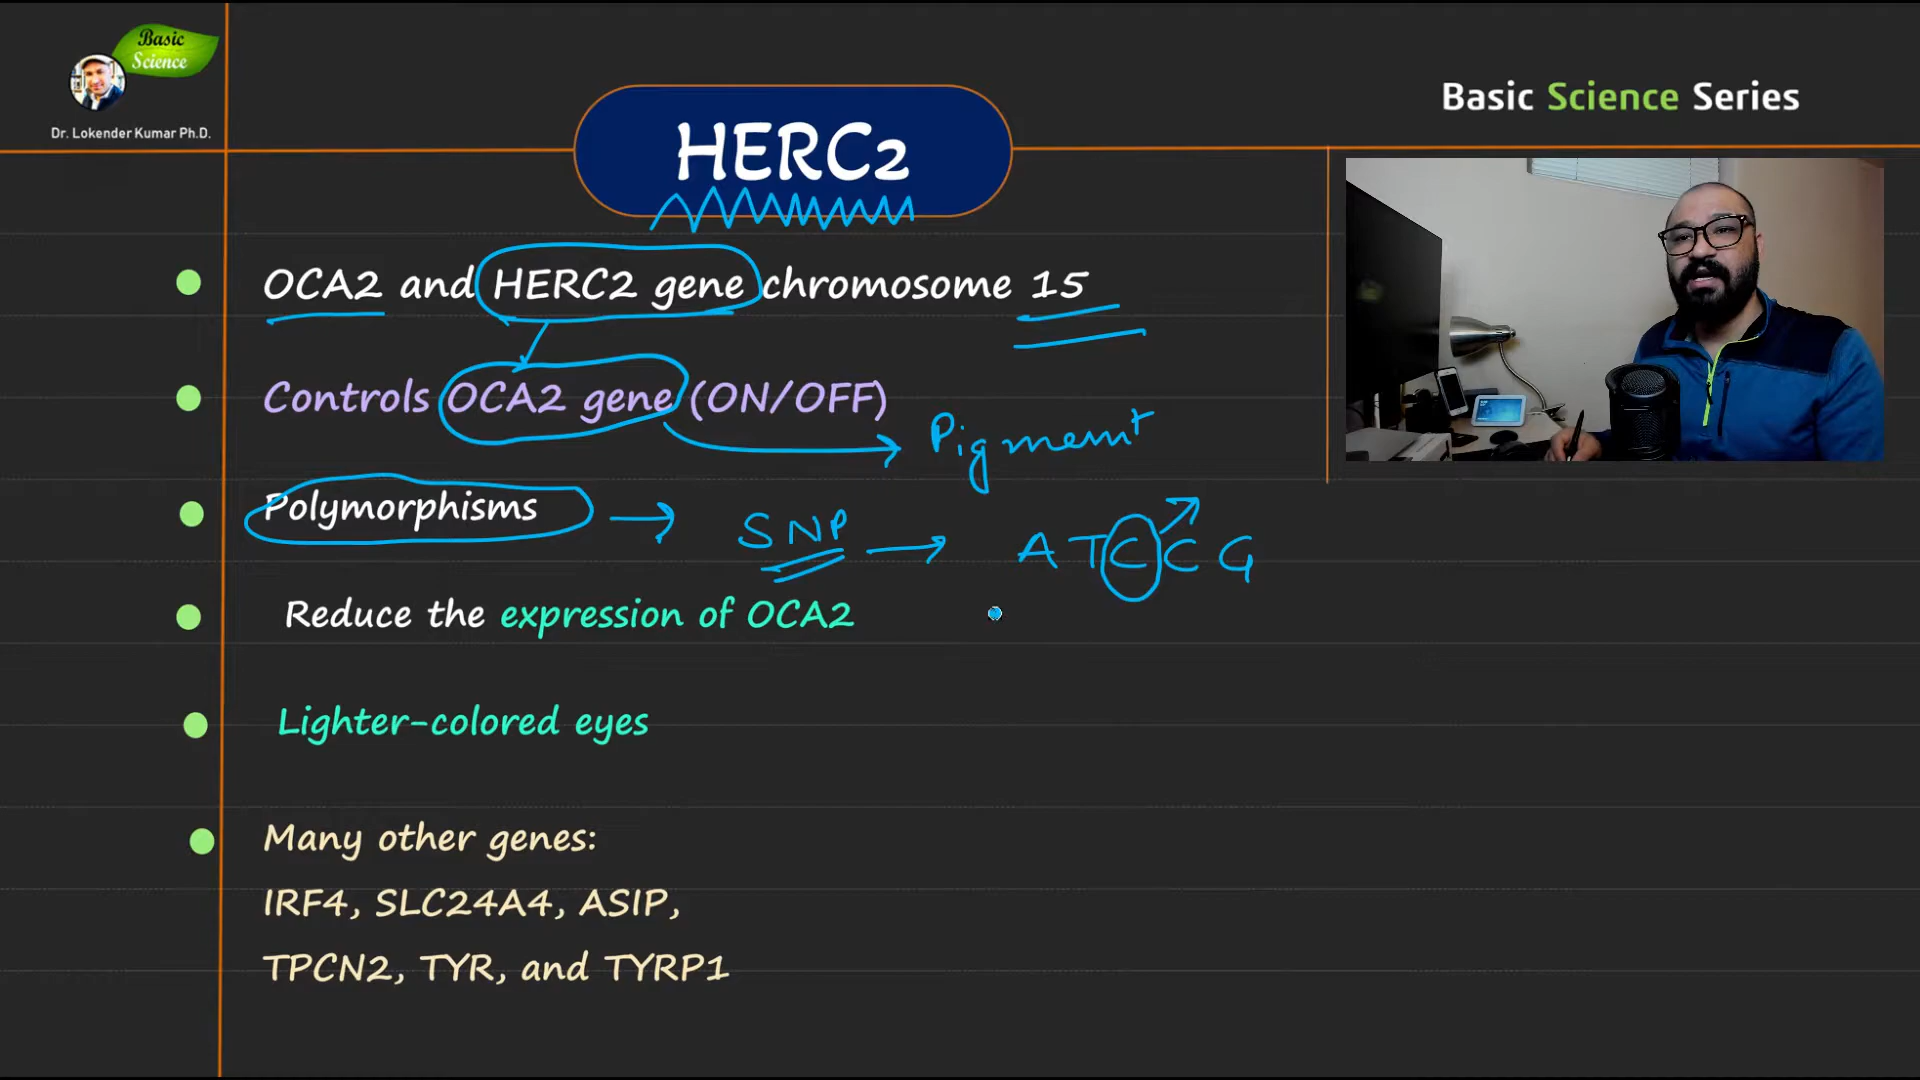 Basic
Science
Dr. Lokender Kumar Ph.D.
Basic Science Series
HERC2
OCA2 and HERC2 gene chromosome 15
Controls OCA2 gene (ON/OFF)
Pigment
Polymorphisms
SNP
ATCCG
Reduce the expression of OCA2
Lighter-colored eyes
Many other genes:
IRF4, SLC24A4, ASIP,
TPCN2, TYR, and TYRP1